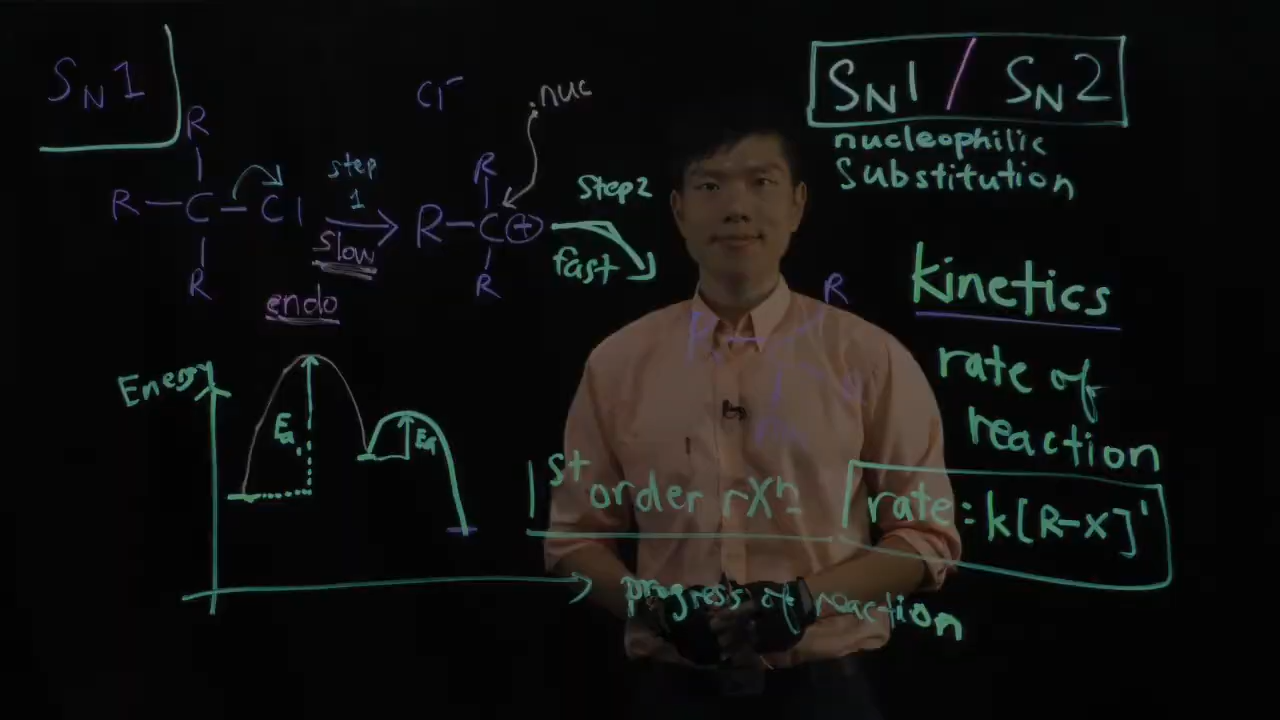 SN1
SN1 / SN2
nucleophilic
substitution
Cl⁻
:nuc
R
R—C—Cl
R
step
1
slow
endo
R
R—C⊕
R
step2
fast
R
kinetics
rate of
reaction
Energy
Ea
Ea
1st order rxn
rate = k[R-X]¹
progress of reaction